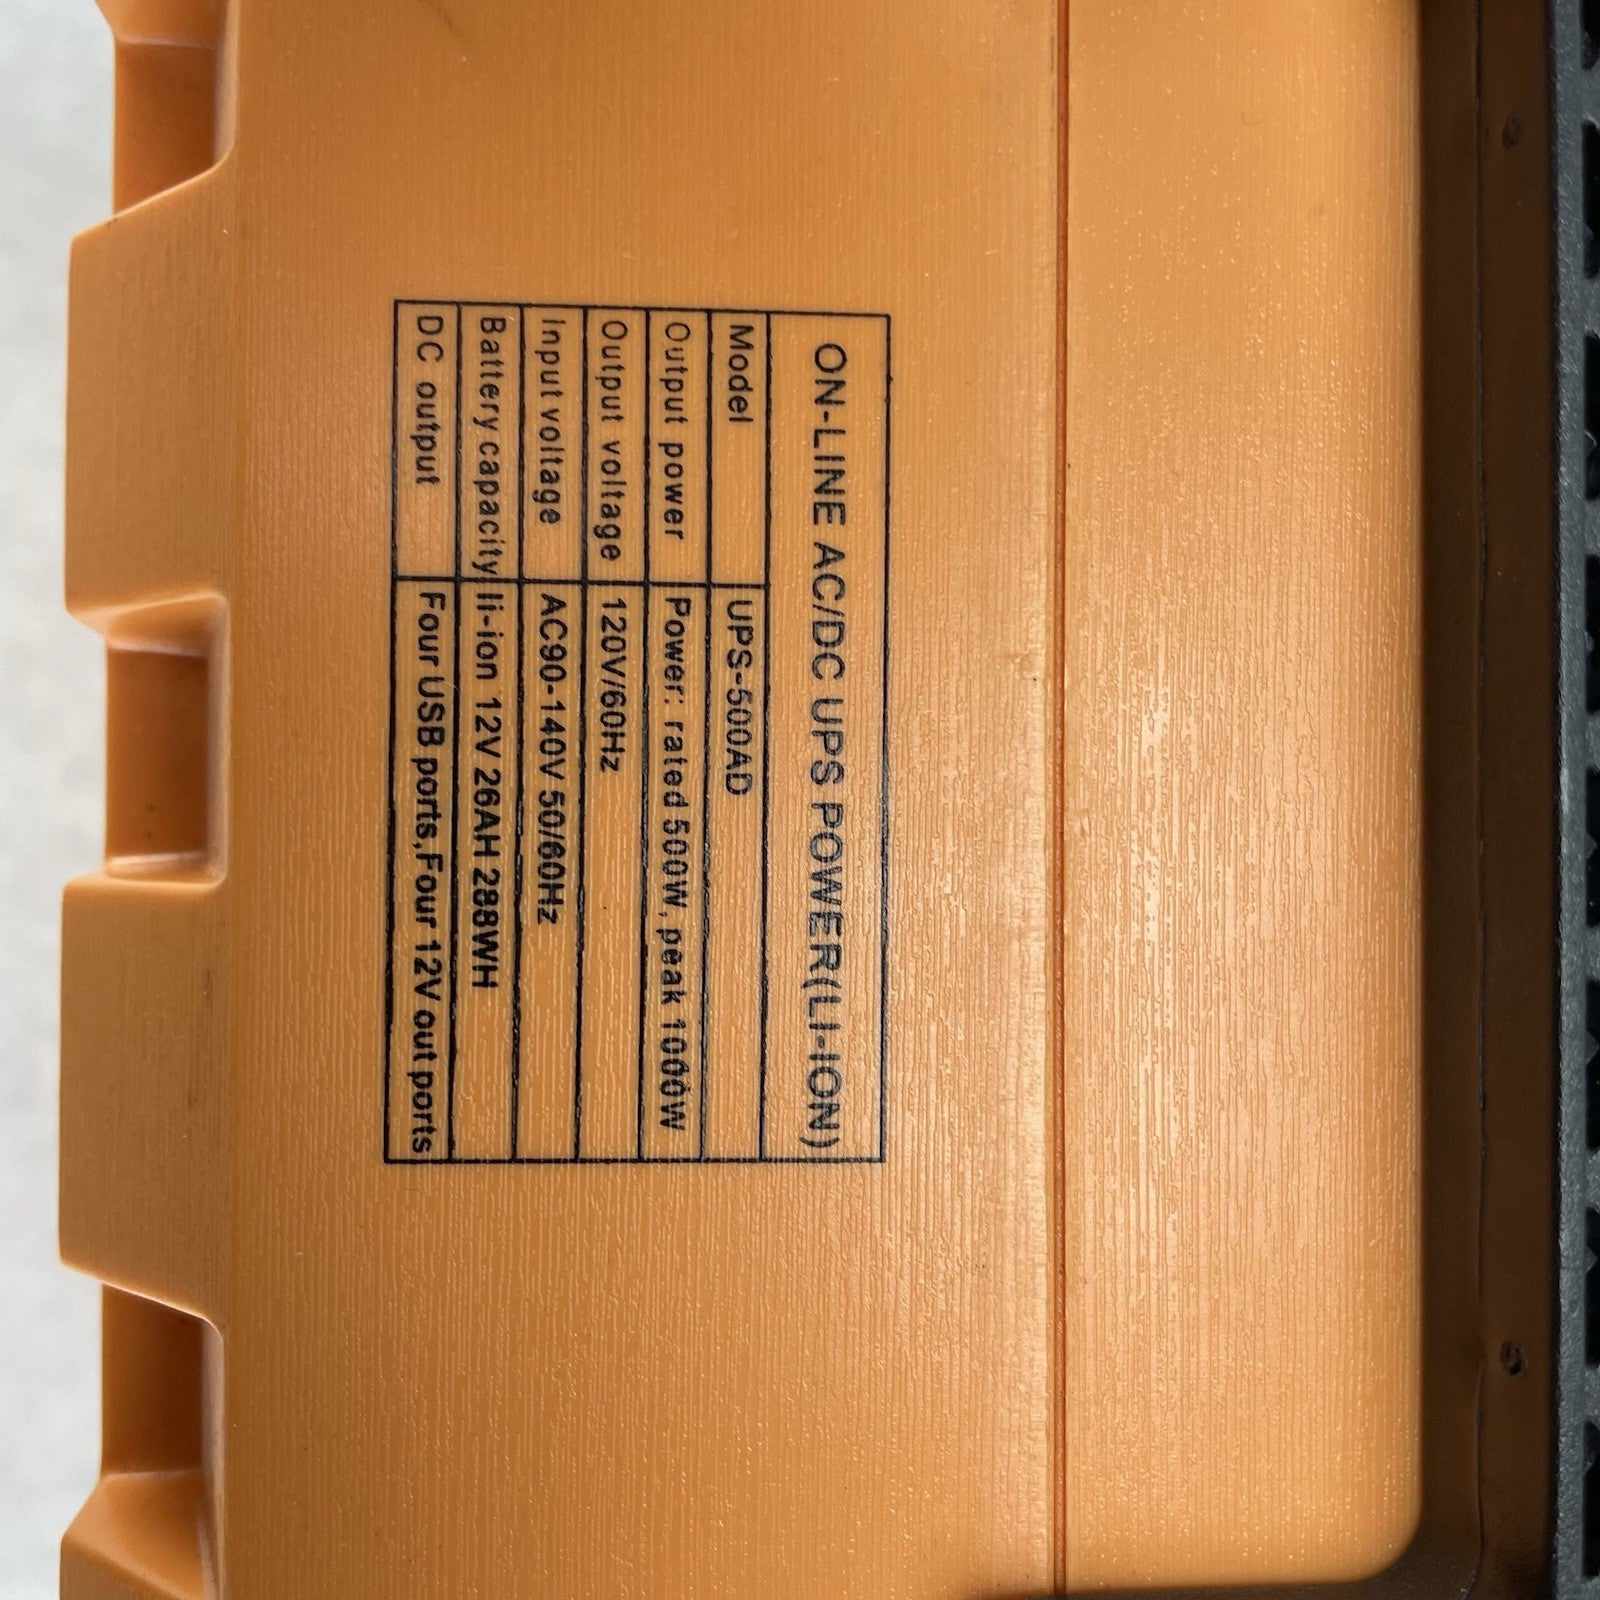 ON-LINE AC/DC UPS POWER(LI-ION)
Model UPS-500AD
Output power Power: rated 500W, peak 1000W
Output voltage 120V/60Hz
Input voltage AC90-140V 50/60Hz
Battery capacity li-ion 12V 26AH 288WH
DC output Four USB ports,Four 12V out ports